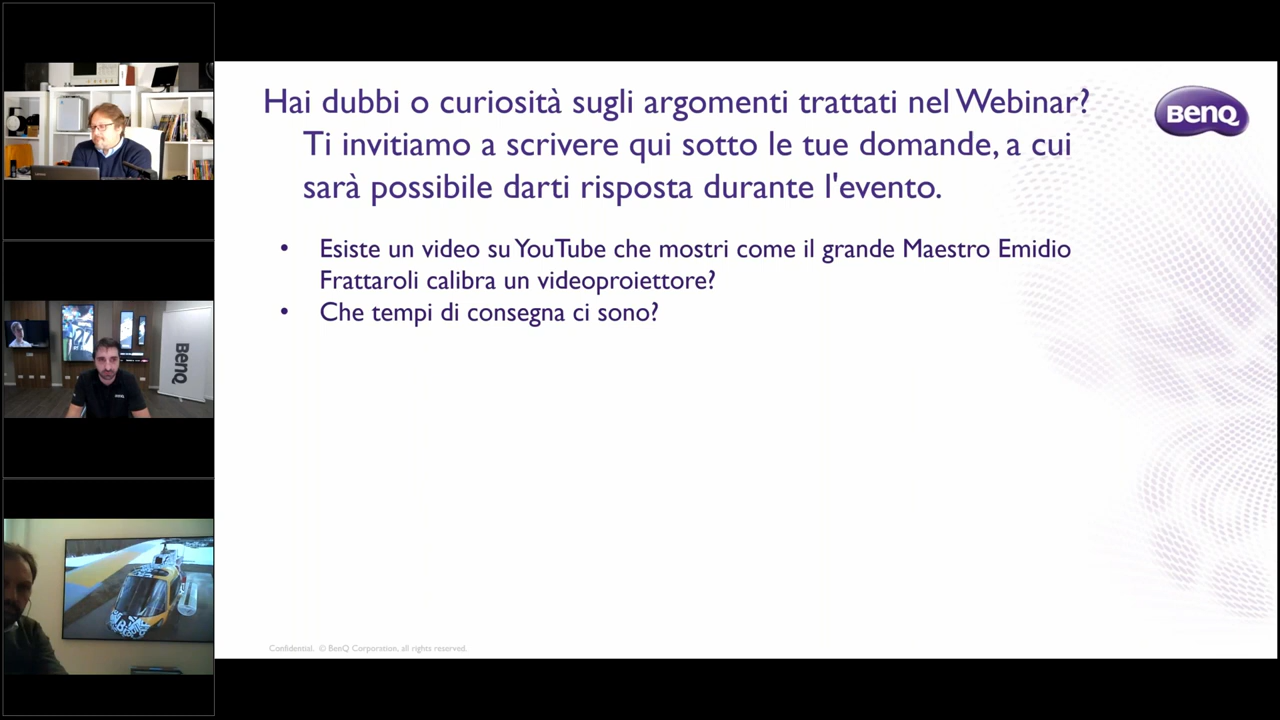 Hai dubbi o curiosità sugli argomenti trattati nel Webinar?
Ti invitiamo a scrivere qui sotto le tue domande, a cui
sarà possibile darti risposta durante l'evento.
BenQ
• Esiste un video su YouTube che mostri come il grande Maestro Emidio
Frattaroli calibra un videoproiettore?
• Che tempi di consegna ci sono?
BenQ
Confidential. © BenQ Corporation, all rights reserved.